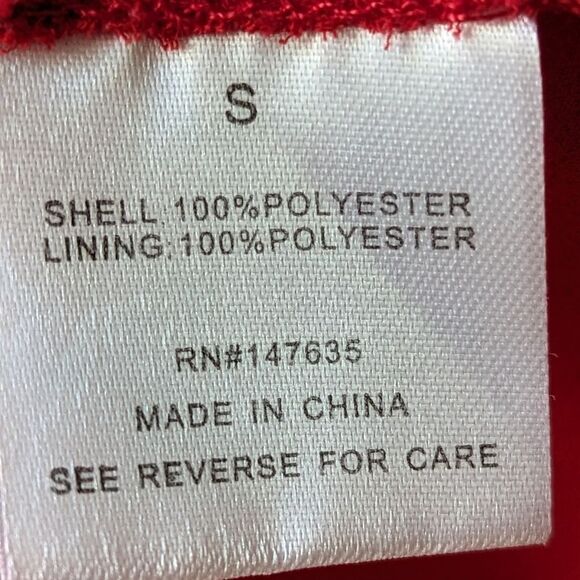 S
SHELL:100%POLYESTER
LINING:100%POLYESTER
RN#147635
MADE IN CHINA
SEE REVERSE FOR CARE